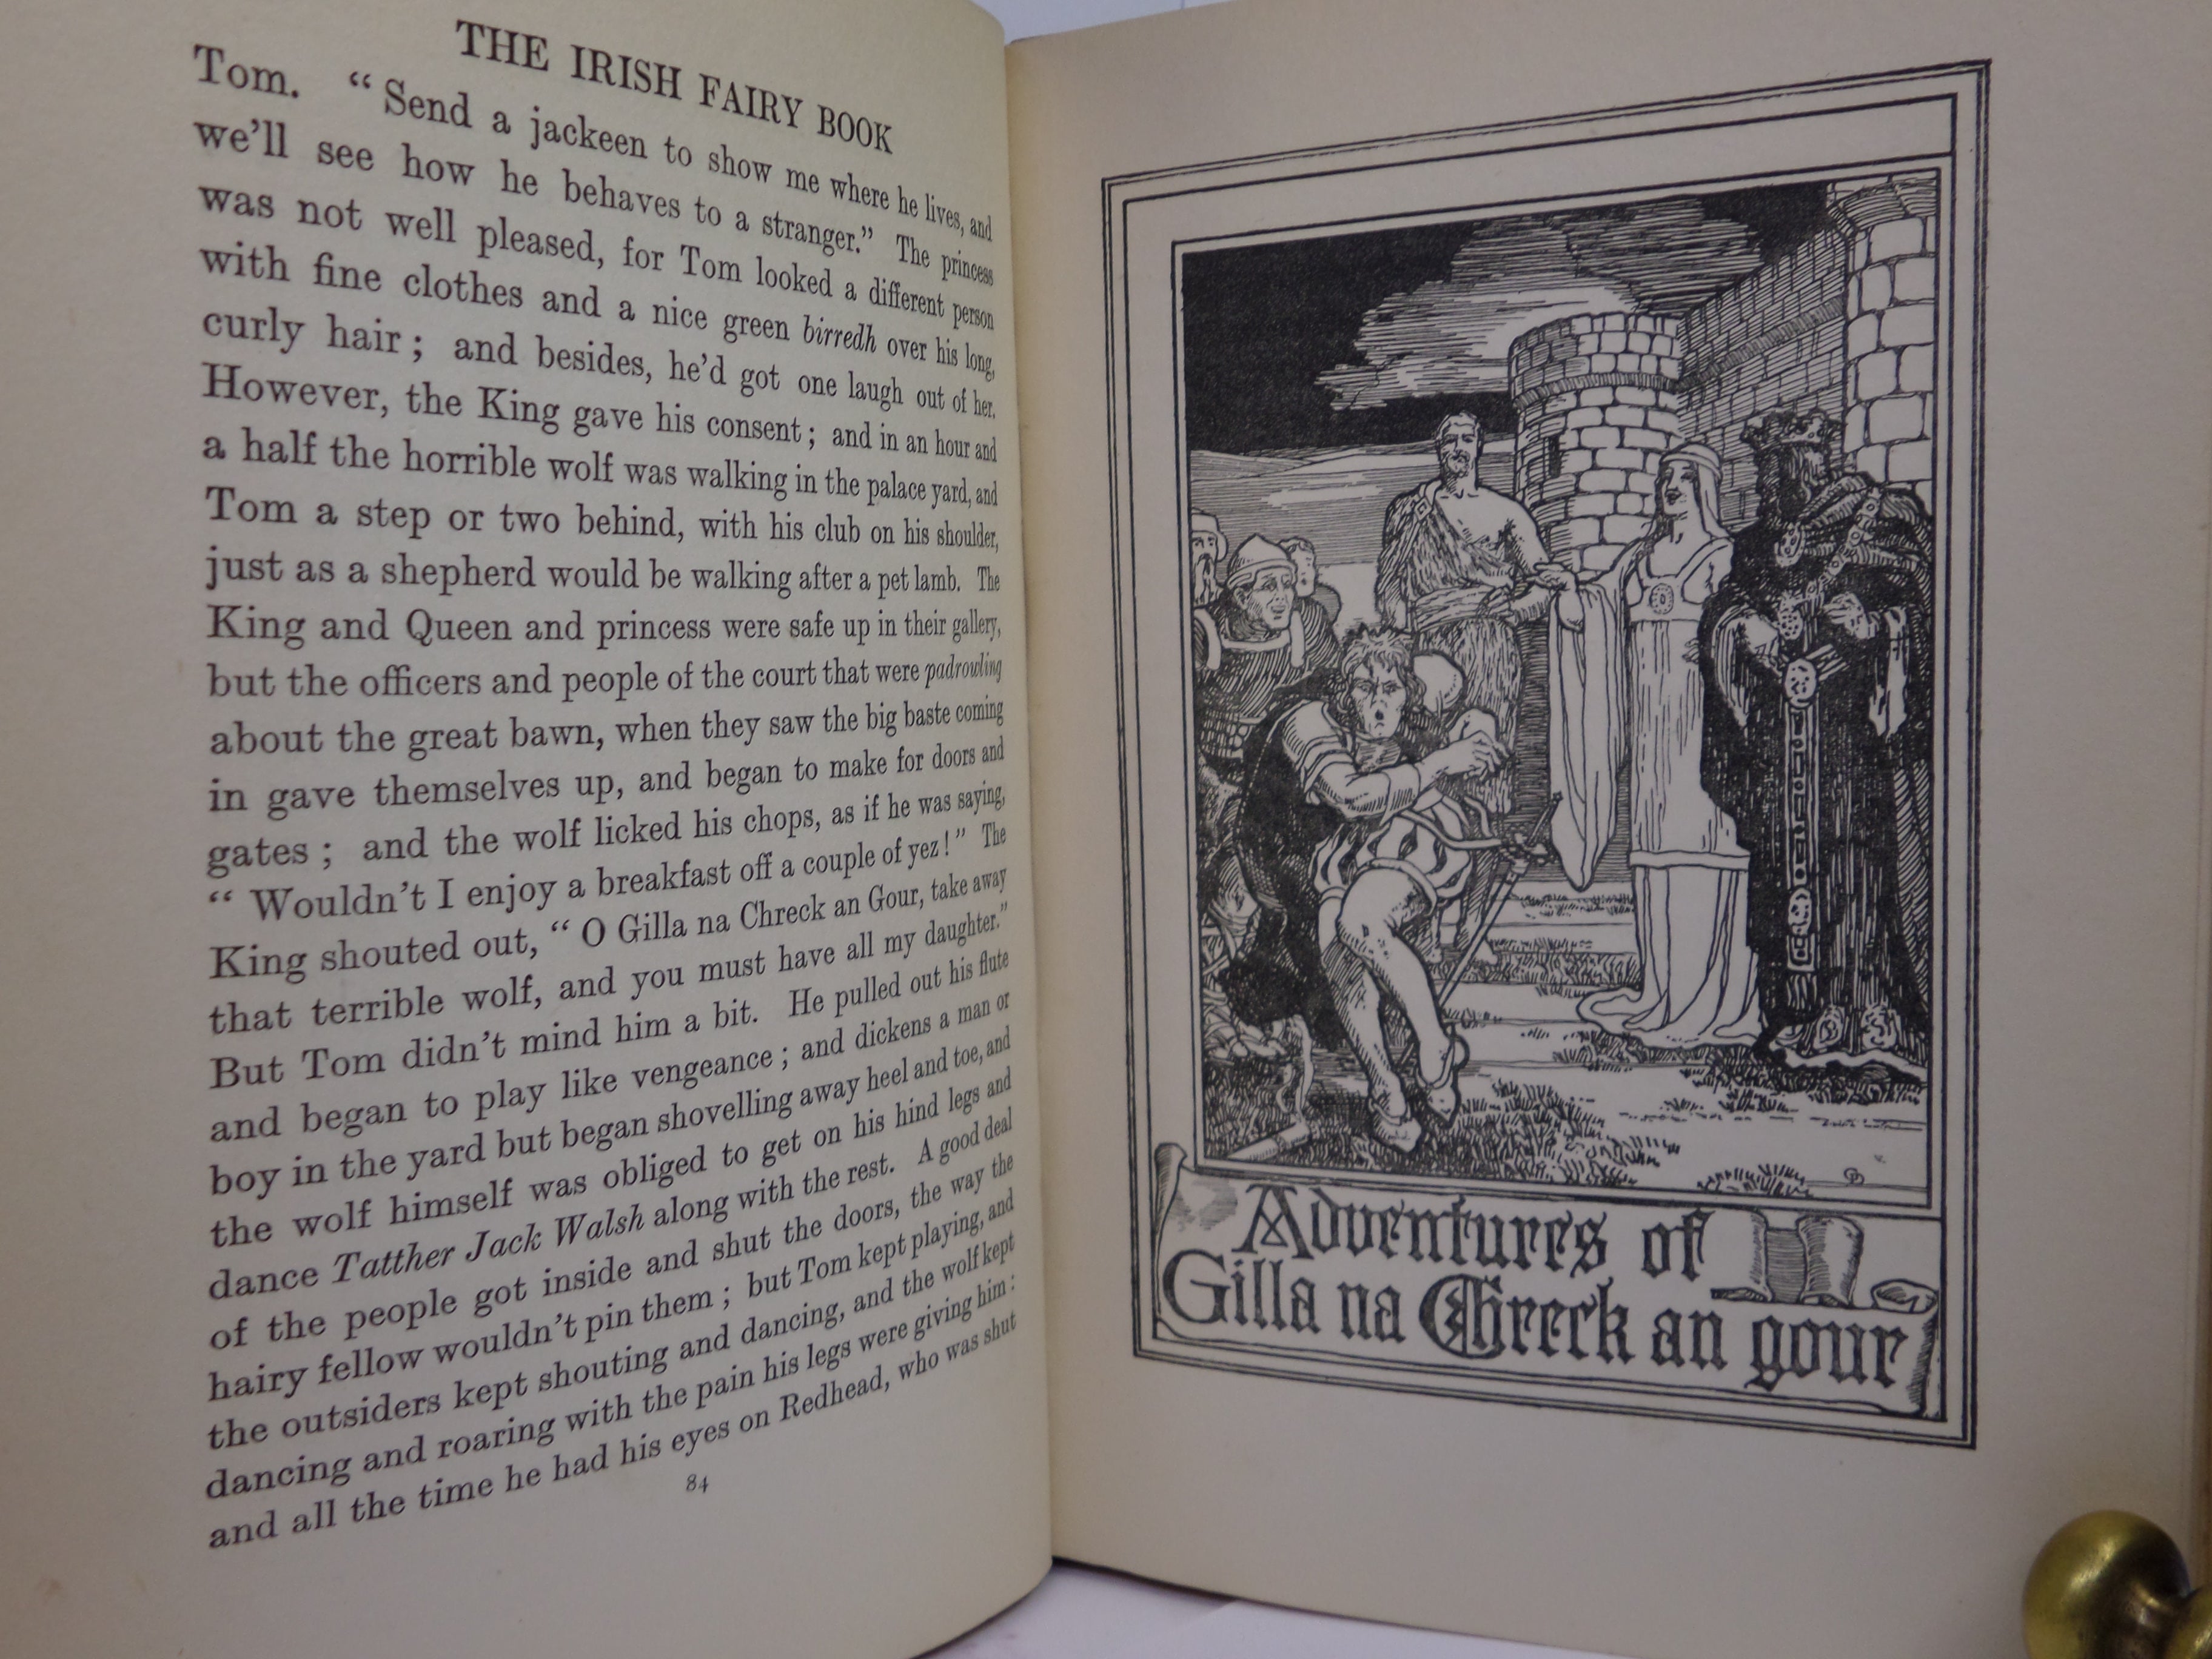 THE IRISH FAIRY BOOK
Tom. “Send a jackeen to show me where he lives, and
we’ll see how he behaves to a stranger.” The princess
was not well pleased, for Tom looked a different person
with fine clothes and a nice green birredh over his long,
curly hair; and besides, he’d got one laugh out of her.
However, the King gave his consent; and in an hour and
a half the horrible wolf was walking in the palace yard, and
Tom a step or two behind, with his club on his shoulder,
just as a shepherd would be walking after a pet lamb. The
King and Queen and princess were safe up in their gallery,
but the officers and people of the court that were padrowling
about the great bawn, when they saw the big baste coming
in gave themselves up, and began to make for doors and
gates; and the wolf licked his chops, as if he was saying,
“Wouldn’t I enjoy a breakfast off a couple of yez!” The
King shouted out, “O Gilla na Chreck an Gour, take away
that terrible wolf, and you must have all my daughter.”
But Tom didn’t mind him a bit. He pulled out his flute
and began to play like vengeance; and dickens a man or
boy in the yard but began shovelling away heel and toe, and
the wolf himself was obliged to get on his hind legs and
dance Tatther Jack Walsh along with the rest. A good deal
of the people got inside and shut the doors, the way the
hairy fellow wouldn’t pin them; but Tom kept playing, and
the outsiders kept shouting and dancing, and the wolf kept
dancing and roaring with the pain his legs were giving him:
and all the time he had his eyes on Redhead, who was shut
84
Adventures of
Gilla na Chreck an gour